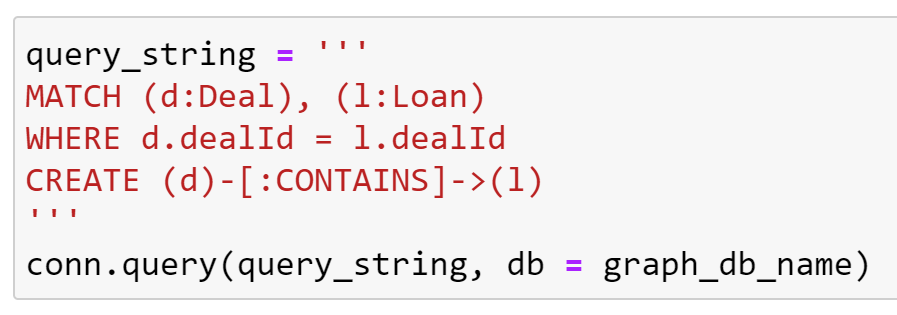 query_string = '''
MATCH (d:Deal), (l:Loan)
WHERE d.dealId = l.dealId
CREATE (d)-[:CONTAINS]->(l)
'''
conn.query(query_string, db = graph_db_name)